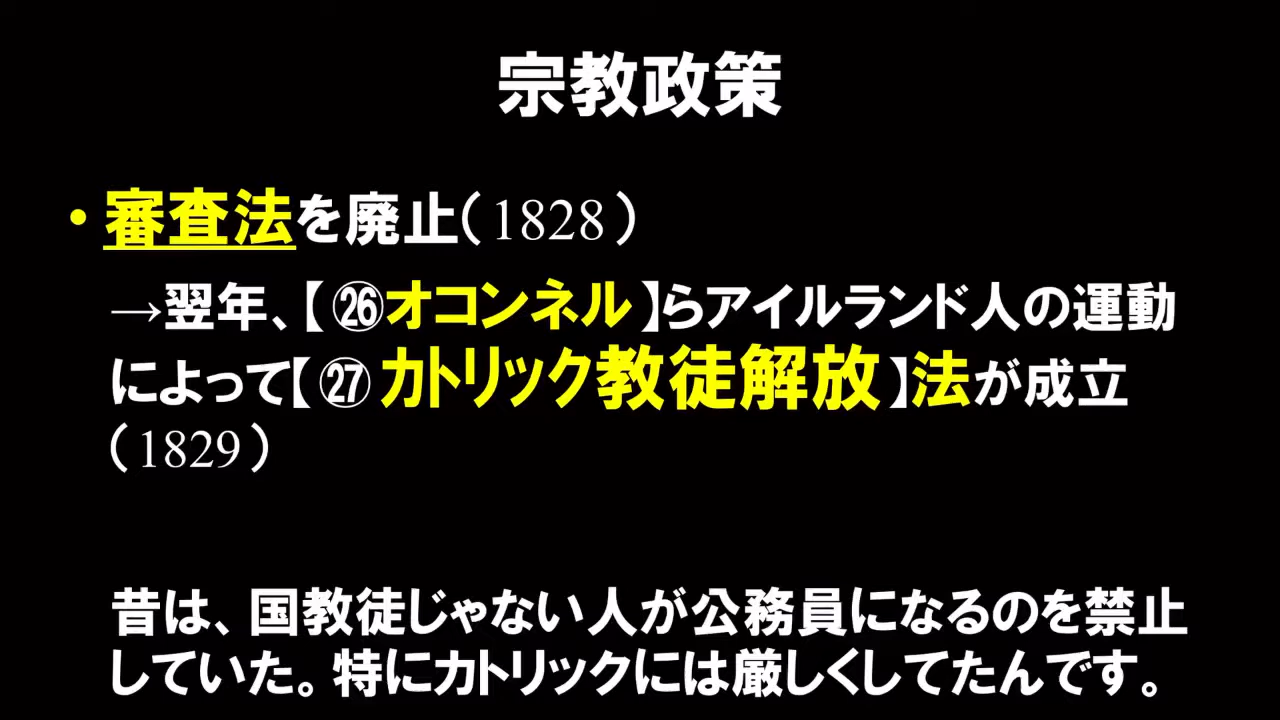 宗教政策
・審査法を廃止(1828)
→翌年、【㉖オコンネル】らアイルランド人の運動
によって【㉗カトリック教徒解放】法が成立
(1829)
昔は、国教徒じゃない人が公務員になるのを禁止
していた。特にカトリックには厳しくしてたんです。